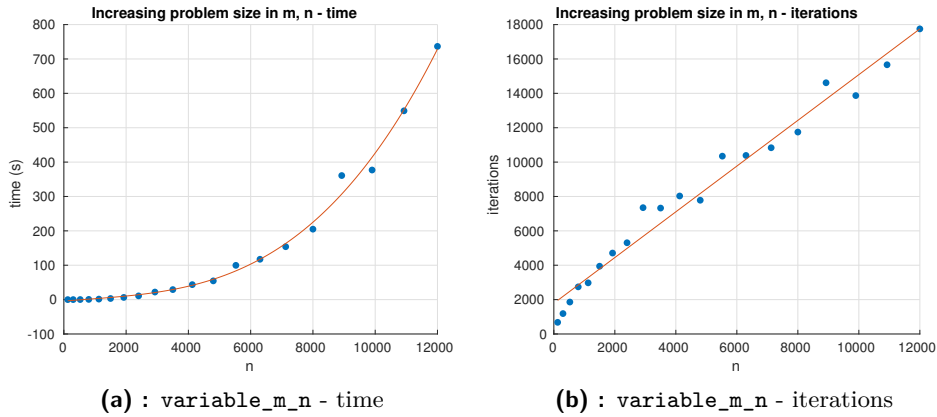 Increasing problem size in m, n - time
800
700
600
500
400
300
200
100
0
-100
time (s)
0 2000 4000 6000 8000 10000 12000
n
(a) : variable_m_n - time
Increasing problem size in m, n - iterations
18000
16000
14000
12000
10000
8000
6000
4000
2000
0
iterations
0 2000 4000 6000 8000 10000 12000
n
(b) : variable_m_n - iterations